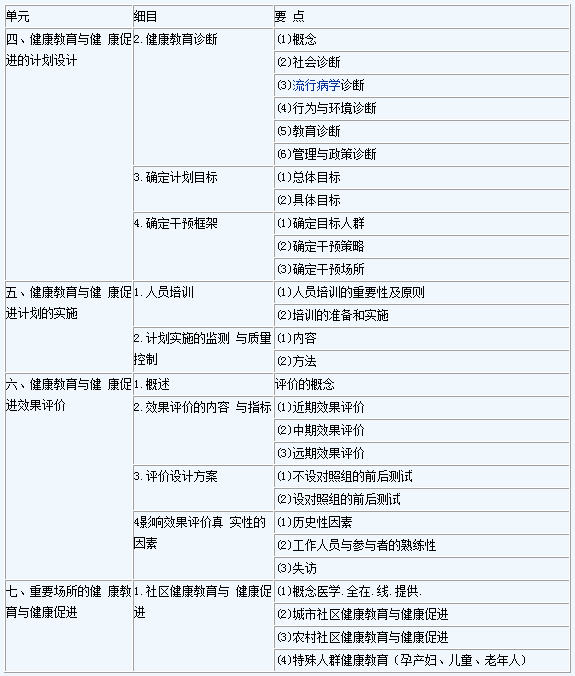 单元 细目 要 点
四、健康教育与健 康促 2.健康教育诊断 (1)概念
进的计划设计 (2)社会诊断
(3)流行病学诊断
(4)行为与环境诊断
(5)教育诊断
(6)管理与政策诊断
3.确定计划目标 (1)总体目标
(2)具体目标
4.确定干预框架 (1)确定目标人群
(2)确定干预策略
(3)确定干预场所
五、健康教育与健 康促 1.人员培训 (1)人员培训的重要性及原则
进计划的实施 (2)培训的准备和实施
2.计划实施的监测 与质量 (1)内容
控制 (2)方法
六、健康教育与健 康促 1.概述 评价的概念
进效果评价 2.效果评价的内容 与指标 (1)近期效果评价
(2)中期效果评价
(3)远期效果评价
3.评价设计方案 (1)不设对照组的前后测试
(2)设对照组的前后测试
4影响效果评价真 实性的 (1)历史性因素
因素 (2)工作人员与参与者的熟练性
(3)失访
七、重要场所的健 康教 1.社区健康教育与 健康促 (1)概念医学.全在.线.提供.
育与健康促进 进 (2)城市社区健康教育与健康促进
(3)农村社区健康教育与健康促进
(4)特殊人群健康教育（孕产妇、儿童、老年人）